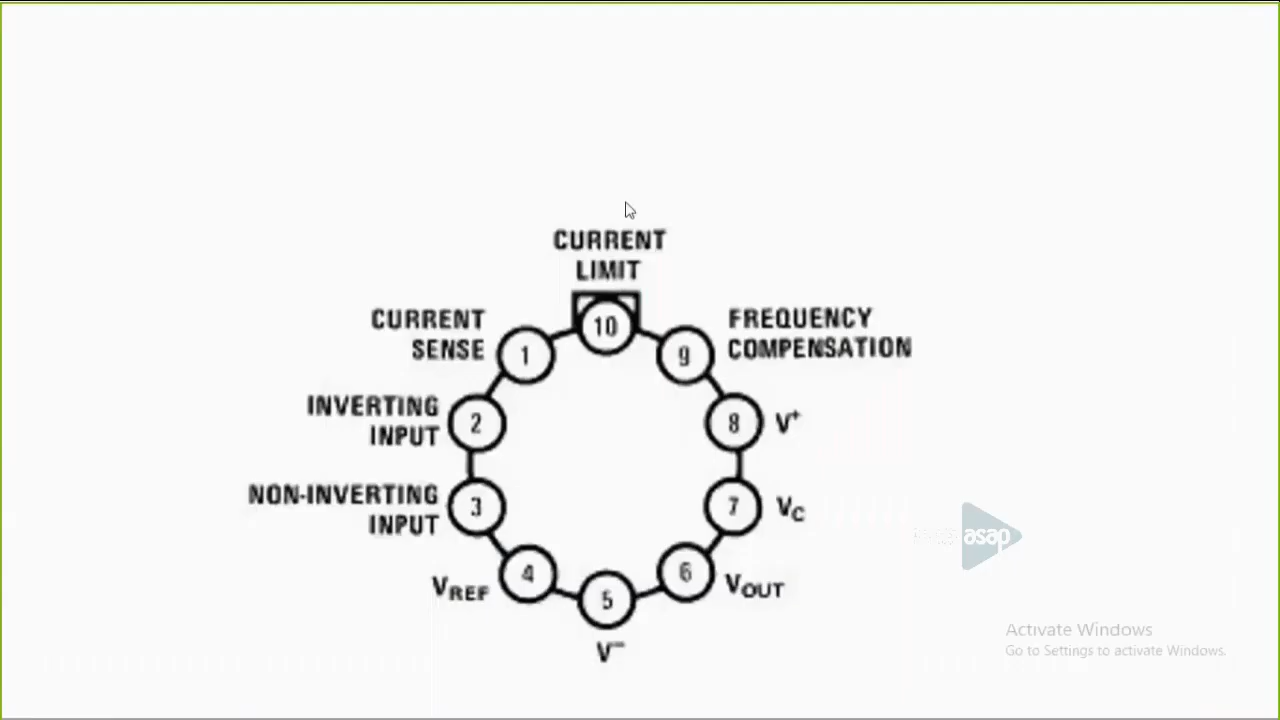 CURRENT
LIMIT
10
CURRENT
SENSE
1
9
FREQUENCY
COMPENSATION
INVERTING
INPUT
2
8
V⁺
NON-INVERTING
INPUT
3
7
VC
VREF
4
5
6
VOUT
V⁻
asap
Activate Windows
Go to Settings to activate Windows.